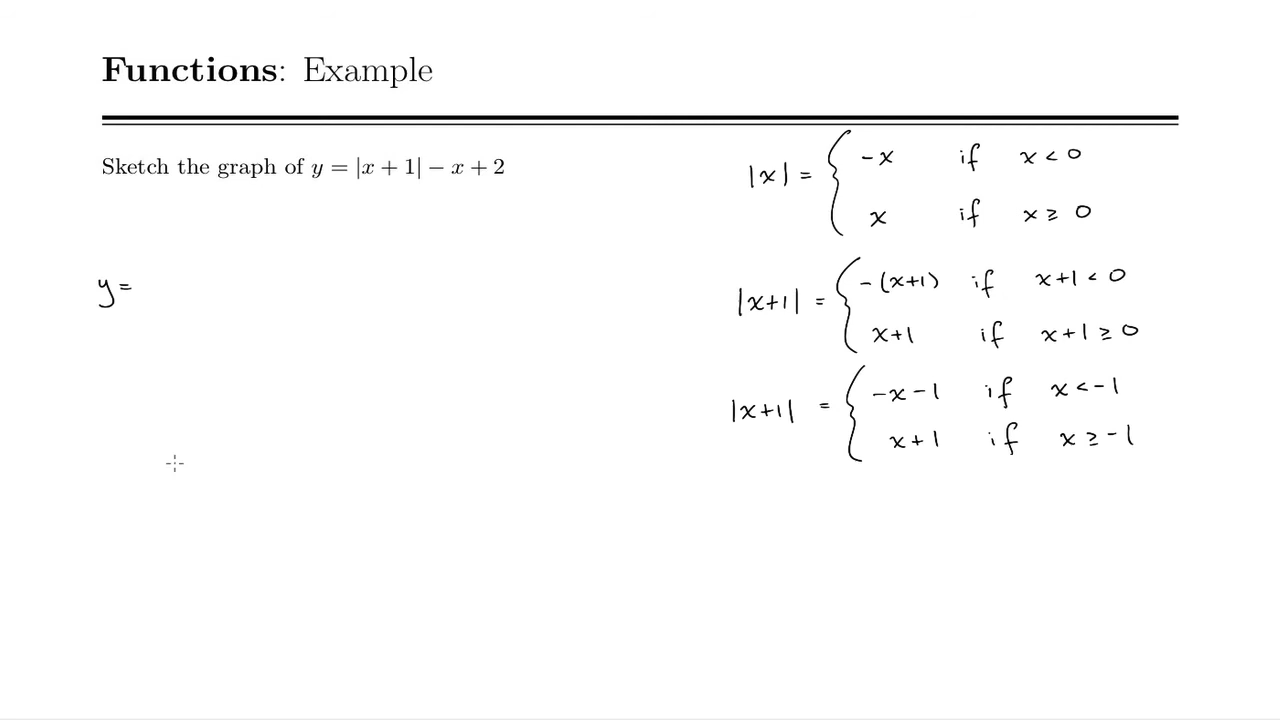 Functions: Example
Sketch the graph of y = |x + 1| − x + 2
y =
|x| = { -x if x < 0
x if x ≥ 0
|x+1| = { -(x+1) if x+1 < 0
x+1 if x+1 ≥ 0
|x+1| = { -x-1 if x < -1
x+1 if x ≥ -1